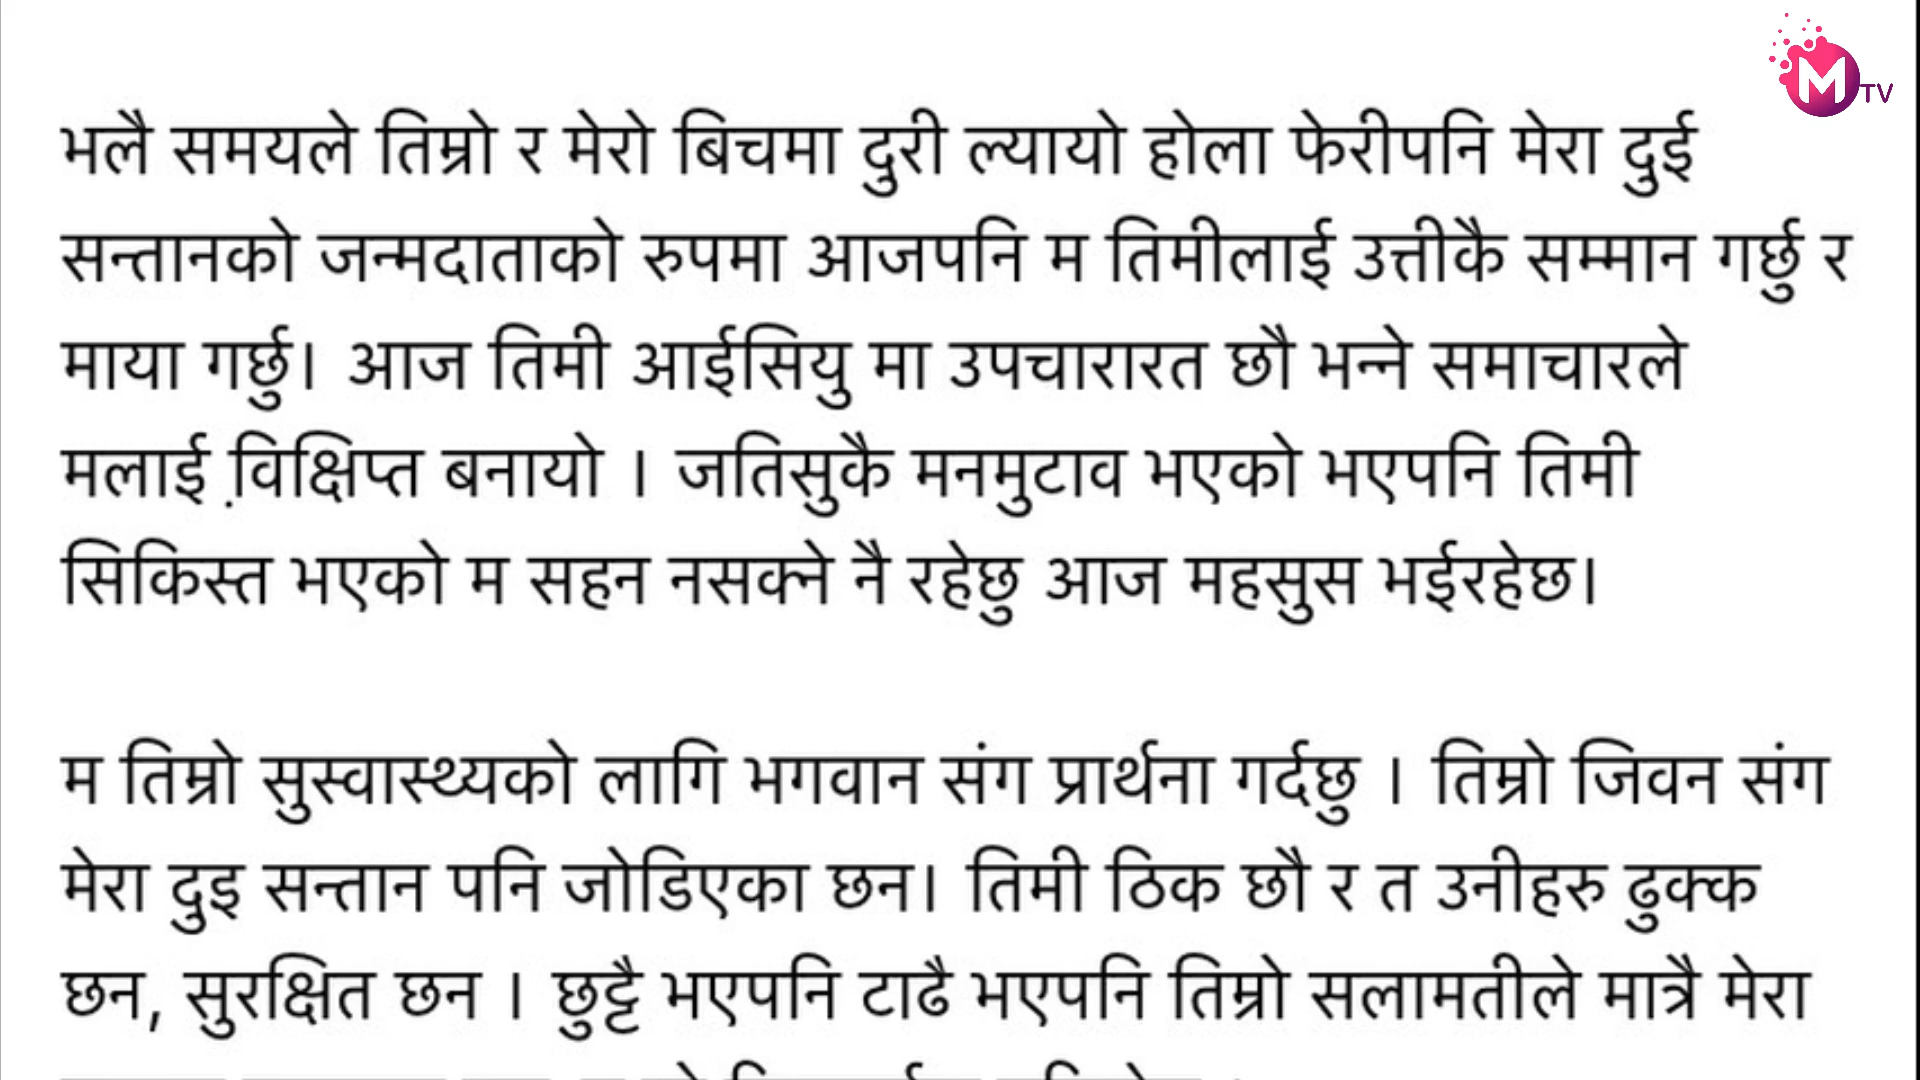 M TV
भलै समयले तिम्रो र मेरो बिचमा दुरी ल्यायो होला फेरीपनि मेरा दुई
सन्तानको जन्मदाताको रुपमा आजपनि म तिमीलाई उत्तीकै सम्मान गर्छु र
माया गर्छु। आज तिमी आईसियु मा उपचारारत छौ भन्ने समाचारले
मलाई .विक्षिप्त बनायो । जतिसुकै मनमुटाव भएको भएपनि तिमी
सिकिस्त भएको म सहन नसक्ने नै रहेछु आज महसुस भईरहेछ।
म तिम्रो सुस्वास्थ्यको लागि भगवान संग प्रार्थना गर्दछु । तिम्रो जिवन संग
मेरा दुइ सन्तान पनि जोडिएका छन। तिमी ठिक छौ र त उनीहरु ढुक्क
छन, सुरक्षित छन । छुट्टै भएपनि टाढै भएपनि तिम्रो सलामतीले मात्रै मेरा